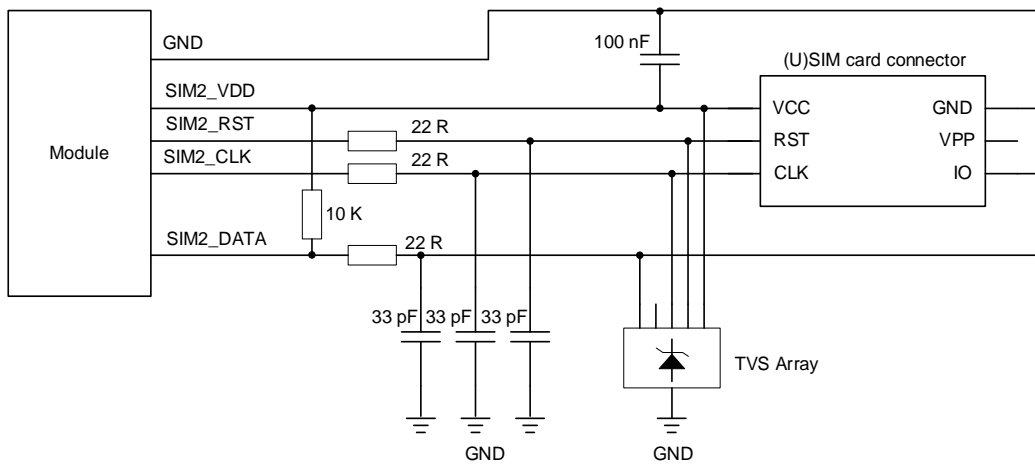 GND
100 nF
(U)SIM card connector
SIM2_VDD
VCC
GND
SIM2_RST
22 R
RST
VPP
Module
SIM2_CLK
22 R
CLK
IO
10 K
SIM2_DATA
22 R
33 pF 33 pF 33 pF
TVS Array
GND
GND